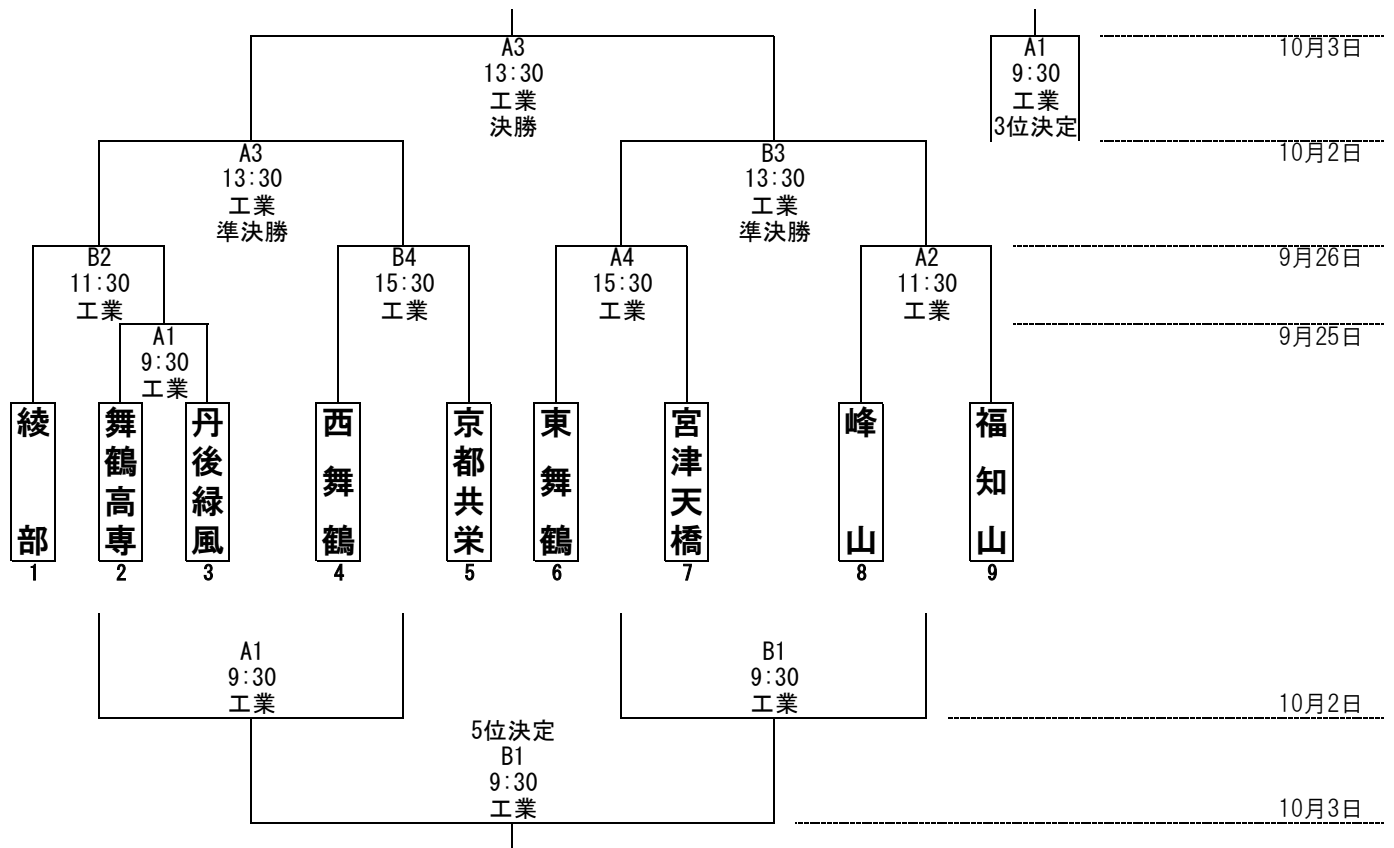 A3
13:30
工業
決勝
A1
9:30
工業
3位決定
10月3日
A3
13:30
工業
準決勝
B3
13:30
工業
準決勝
10月2日
B2
11:30
工業
B4
15:30
工業
A4
15:30
工業
A2
11:30
工業
9月26日
A1
9:30
工業
9月25日
綾部
舞鶴高専
丹後緑風
西舞鶴
京都共栄
東舞鶴
宮津天橋
峰山
福知山
1
2
3
4
5
6
7
8
9
A1
9:30
工業
B1
9:30
工業
10月2日
5位決定
B1
9:30
工業
10月3日